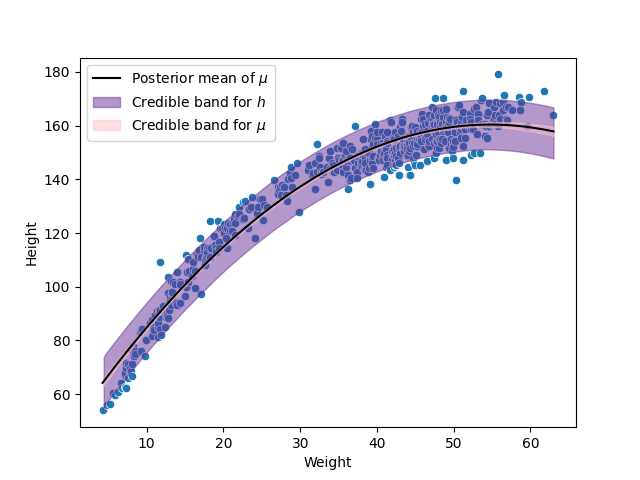 Posterior mean of μ
Credible band for h
Credible band for μ
180
160
140
120
100
80
60
Height
10 20 30 40 50 60
Weight